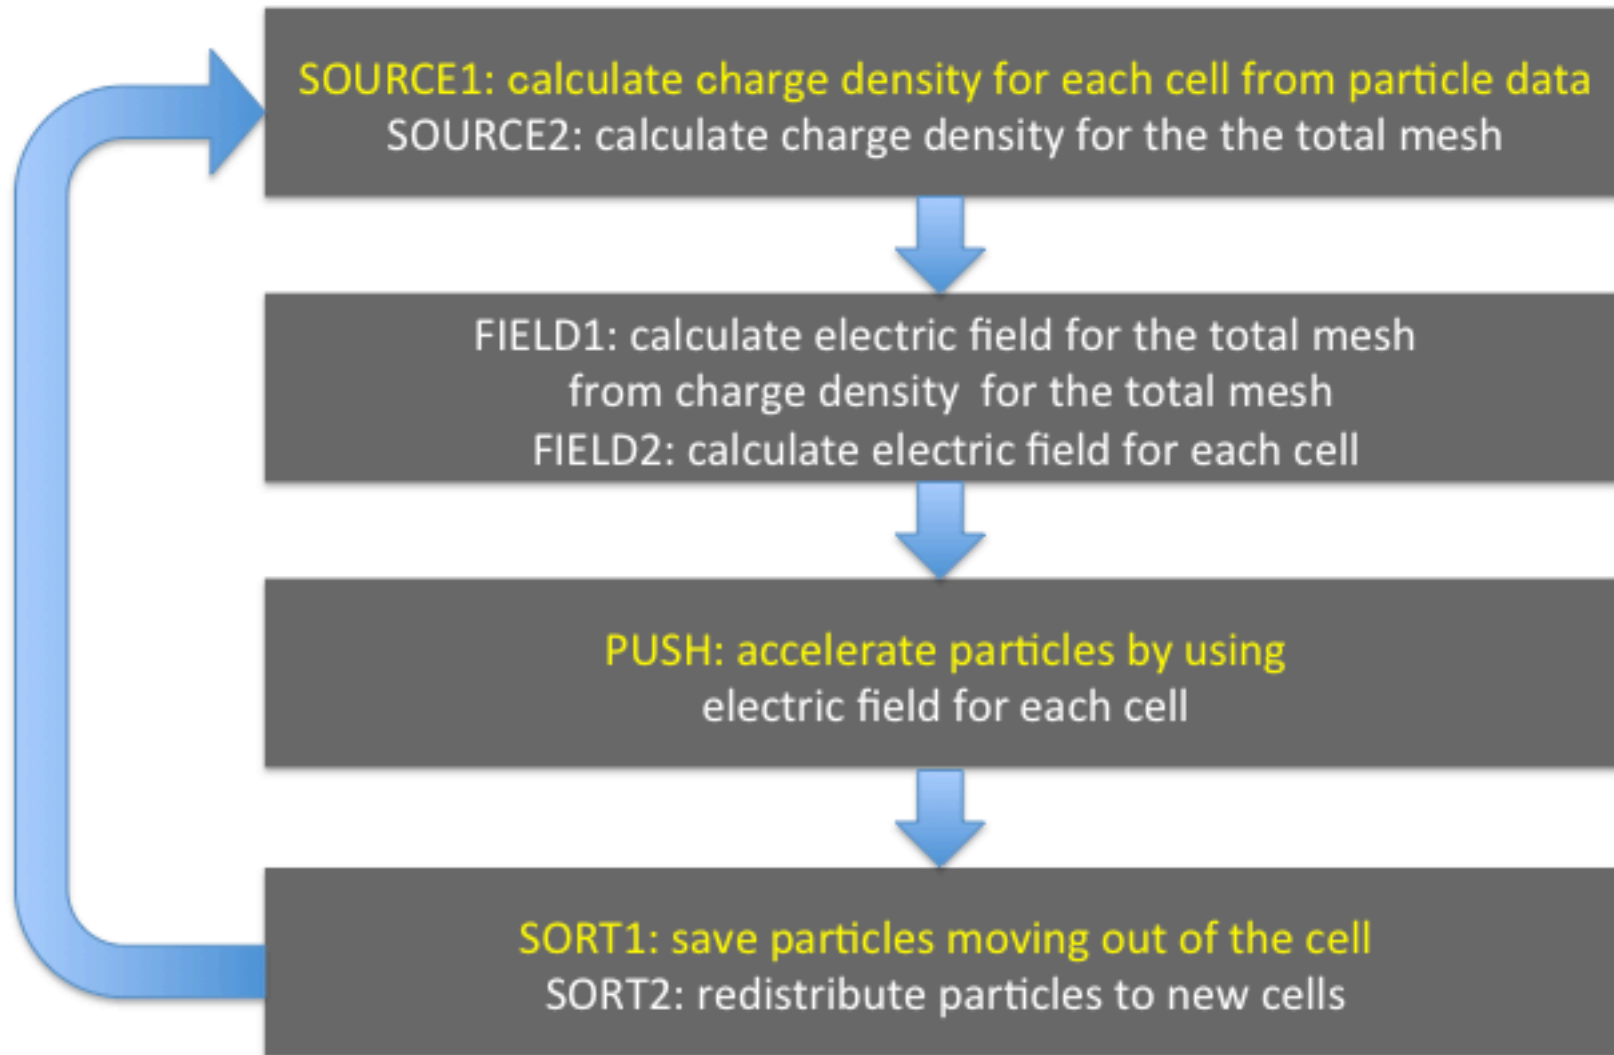 SOURCE1: calculate charge density for each cell from particle data
SOURCE2: calculate charge density for the the total mesh
FIELD1: calculate electric field for the total mesh
from charge density for the total mesh
FIELD2: calculate electric field for each cell
PUSH: accelerate particles by using
electric field for each cell
SORT1: save particles moving out of the cell
SORT2: redistribute particles to new cells